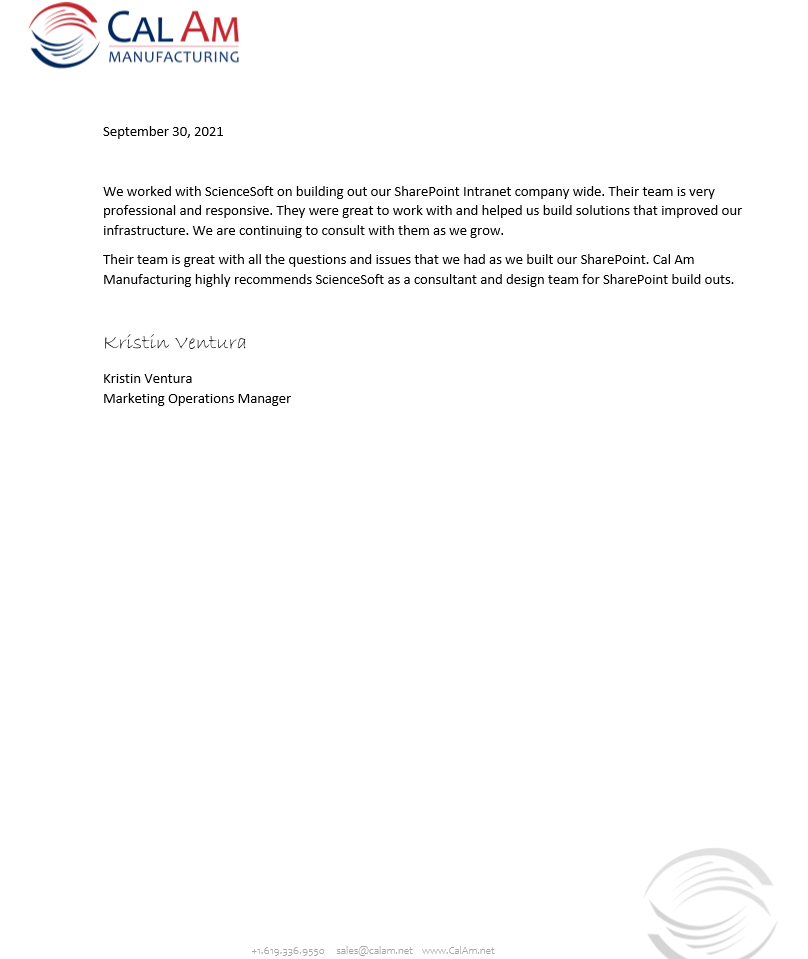 CAL AM
MANUFACTURING
September 30, 2021
We worked with ScienceSoft on building out our SharePoint Intranet company wide. Their team is very
professional and responsive. They were great to work with and helped us build solutions that improved our
infrastructure. We are continuing to consult with them as we grow.
Their team is great with all the questions and issues that we had as we built our SharePoint. Cal Am
Manufacturing highly recommends ScienceSoft as a consultant and design team for SharePoint build outs.
Kristin Ventura
Kristin Ventura
Marketing Operations Manager
+1.619.336.9550 sales@calam.net www.CalAm.net